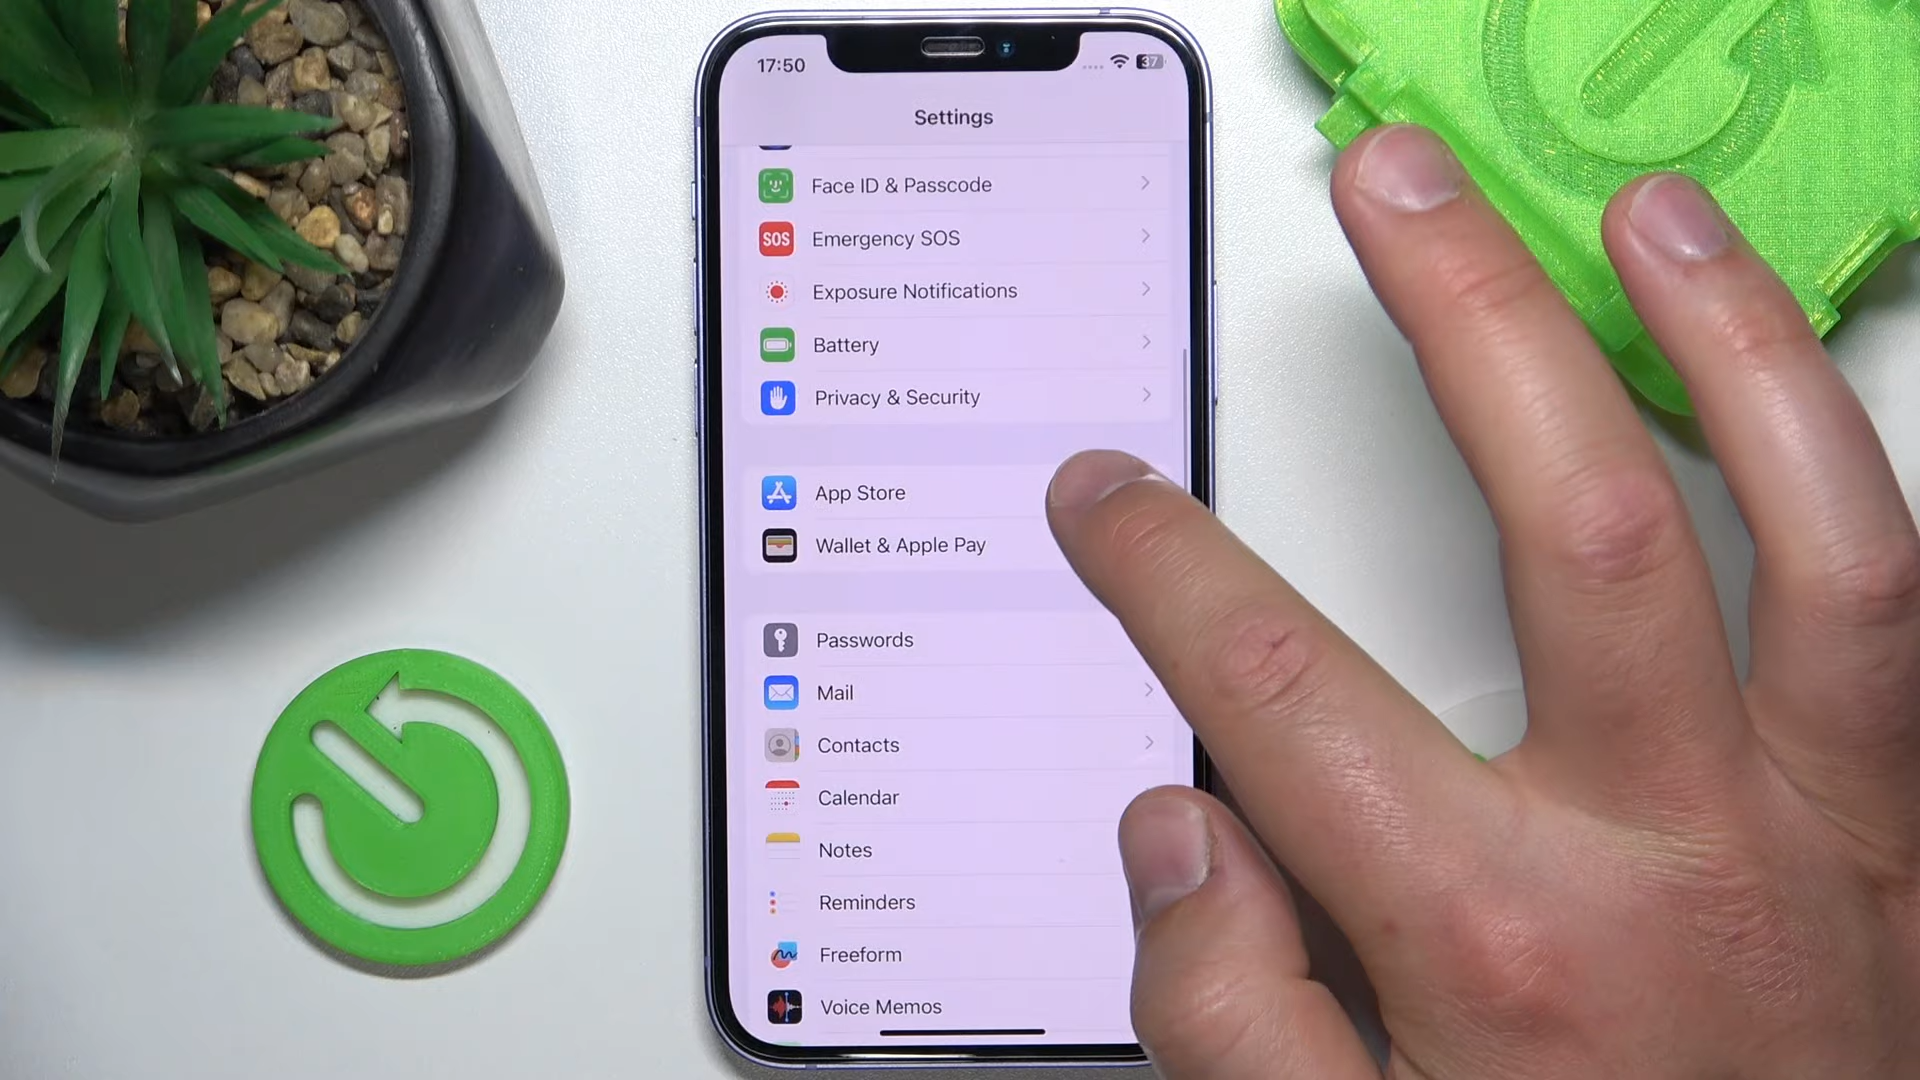 17:50
37
Settings
Face ID & Passcode
SOS
Emergency SOS
Exposure Notifications
Battery
Privacy & Security
App Store
Wallet & Apple Pay
Passwords
Mail
Contacts
Calendar
Notes
Reminders
Freeform
Voice Memos